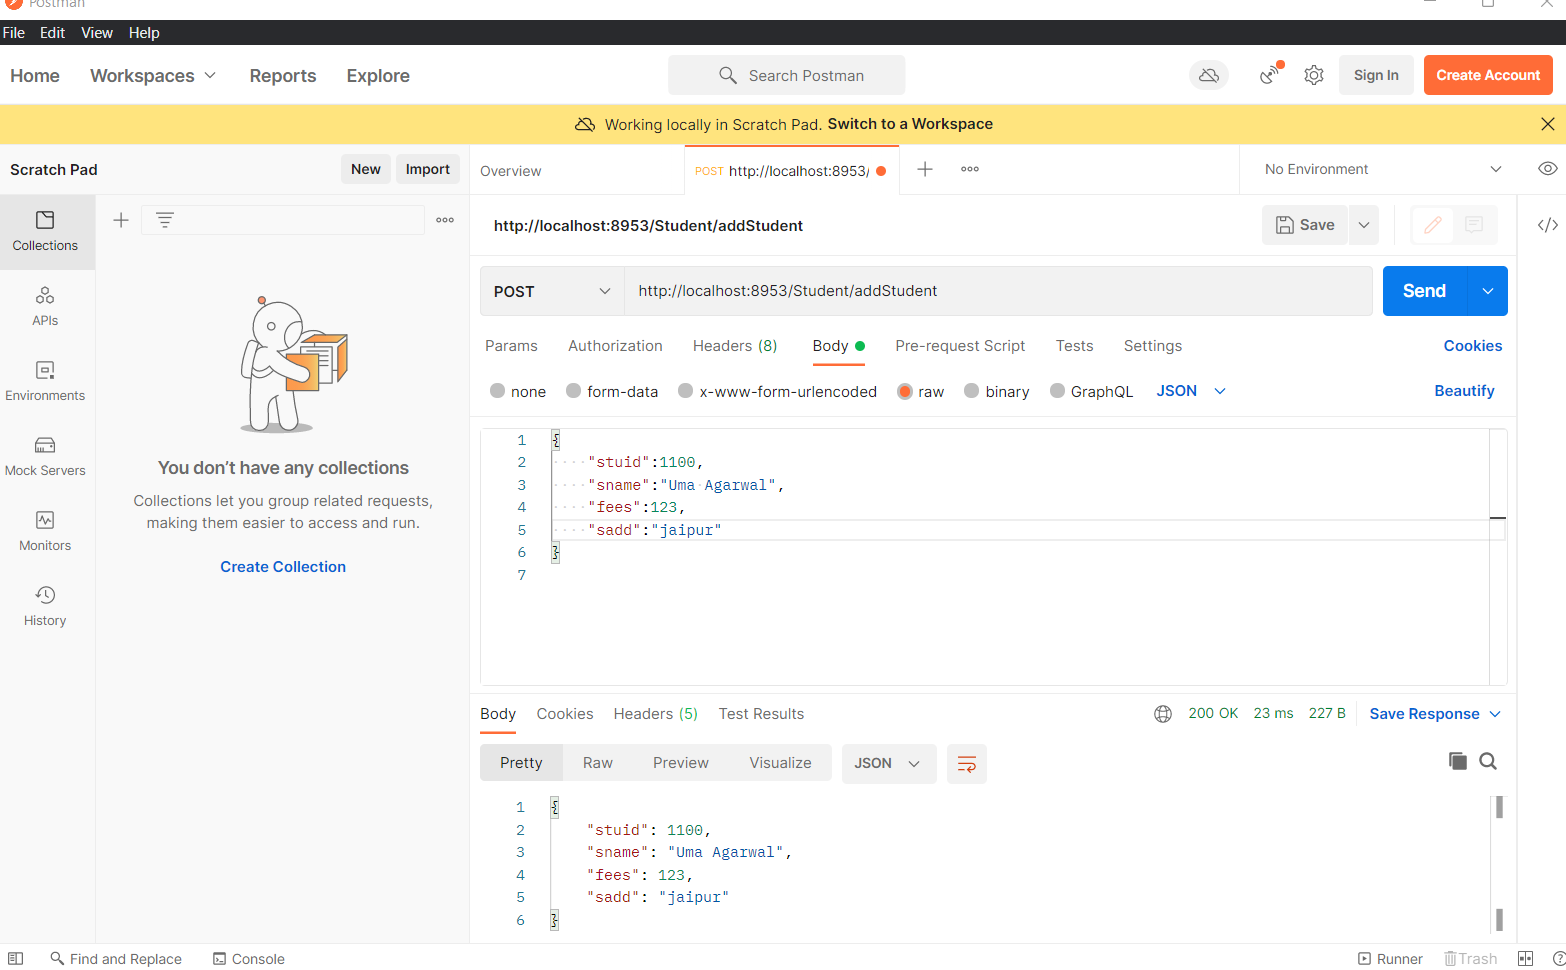 Postman
File Edit View Help
Home Workspaces Reports Explore Search Postman Sign In Create Account
Working locally in Scratch Pad. Switch to a Workspace
Scratch Pad New Import Overview POST http://localhost:8953/ No Environment
Collections
APIs
Environments
Mock Servers
Monitors
History
You don't have any collections
Collections let you group related requests,
making them easier to access and run.
Create Collection
http://localhost:8953/Student/addStudent Save
POST http://localhost:8953/Student/addStudent Send
Params Authorization Headers (8) Body Pre-request Script Tests Settings Cookies
none form-data x-www-form-urlencoded raw binary GraphQL JSON Beautify
1 {
2 "stuid":1100,
3 "sname":"Uma Agarwal",
4 "fees":123,
5 "sadd":"jaipur"
6 }
7
Body Cookies Headers (5) Test Results 200 OK 23 ms 227 B Save Response
Pretty Raw Preview Visualize JSON
1 {
2 "stuid": 1100,
3 "sname": "Uma Agarwal",
4 "fees": 123,
5 "sadd": "jaipur"
6 }
Find and Replace Console Runner Trash